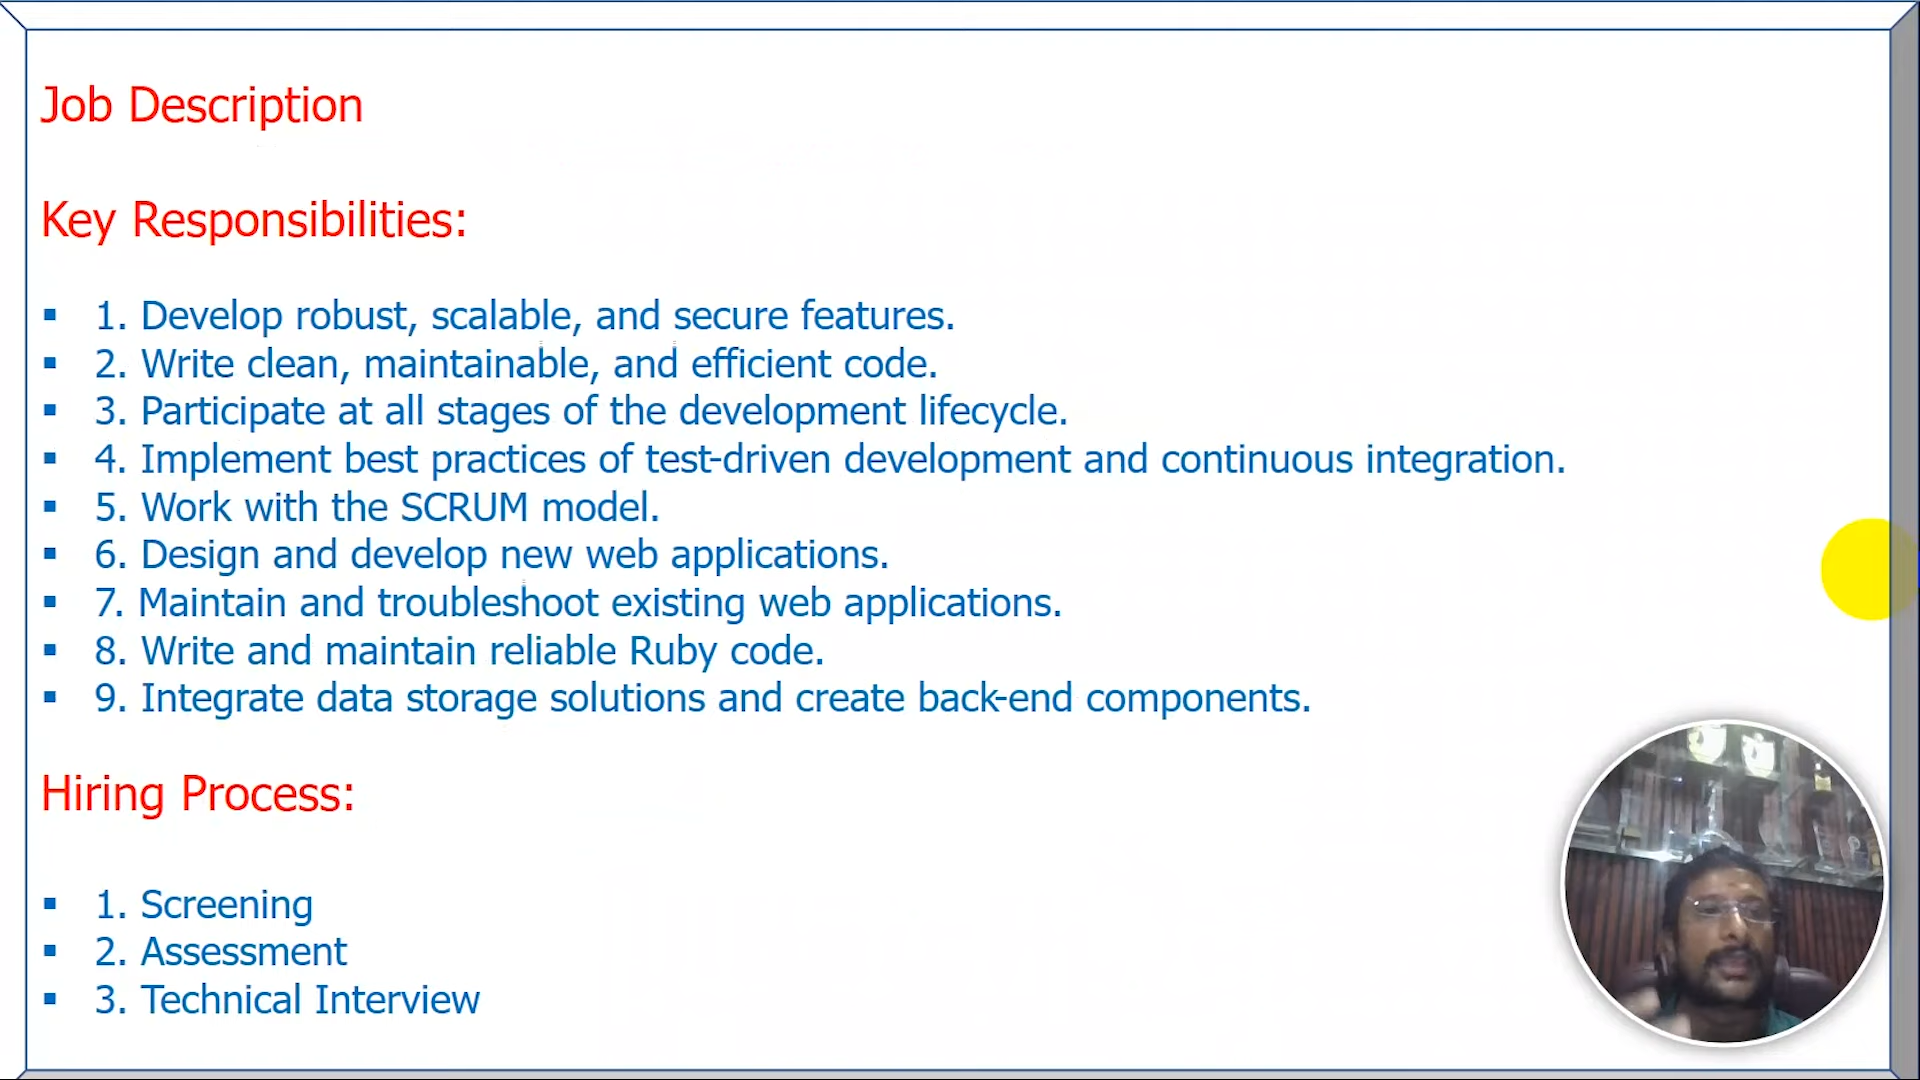 Job Description
Key Responsibilities:
▪ 1. Develop robust, scalable, and secure features.
▪ 2. Write clean, maintainable, and efficient code.
▪ 3. Participate at all stages of the development lifecycle.
▪ 4. Implement best practices of test-driven development and continuous integration.
▪ 5. Work with the SCRUM model.
▪ 6. Design and develop new web applications.
▪ 7. Maintain and troubleshoot existing web applications.
▪ 8. Write and maintain reliable Ruby code.
▪ 9. Integrate data storage solutions and create back-end components.
Hiring Process:
▪ 1. Screening
▪ 2. Assessment
▪ 3. Technical Interview